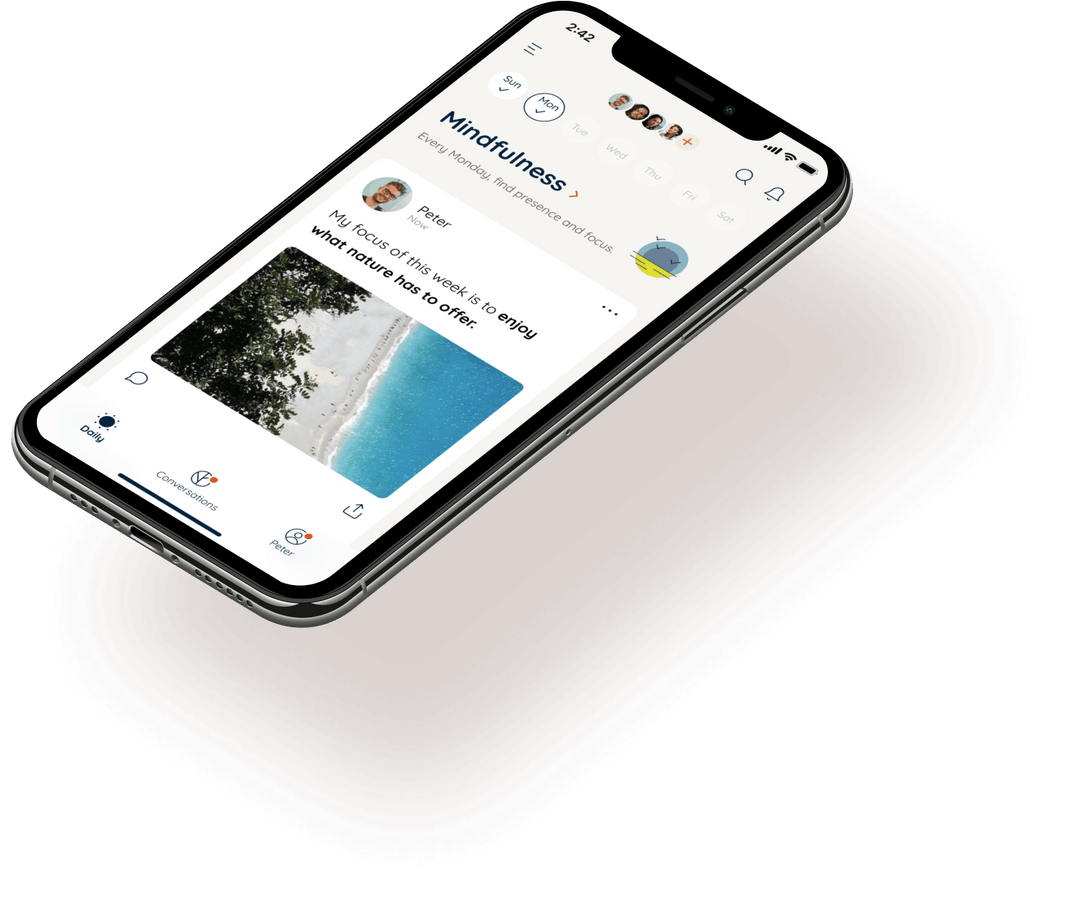 2:42
Sun
Mon
Tue
Wed
Thu
Fri
Sat
Mindfulness
Every Monday, find presence and focus.
Peter
Now
My focus of this week is to enjoy
what nature has to offer.
Daily
Conversations
Peter